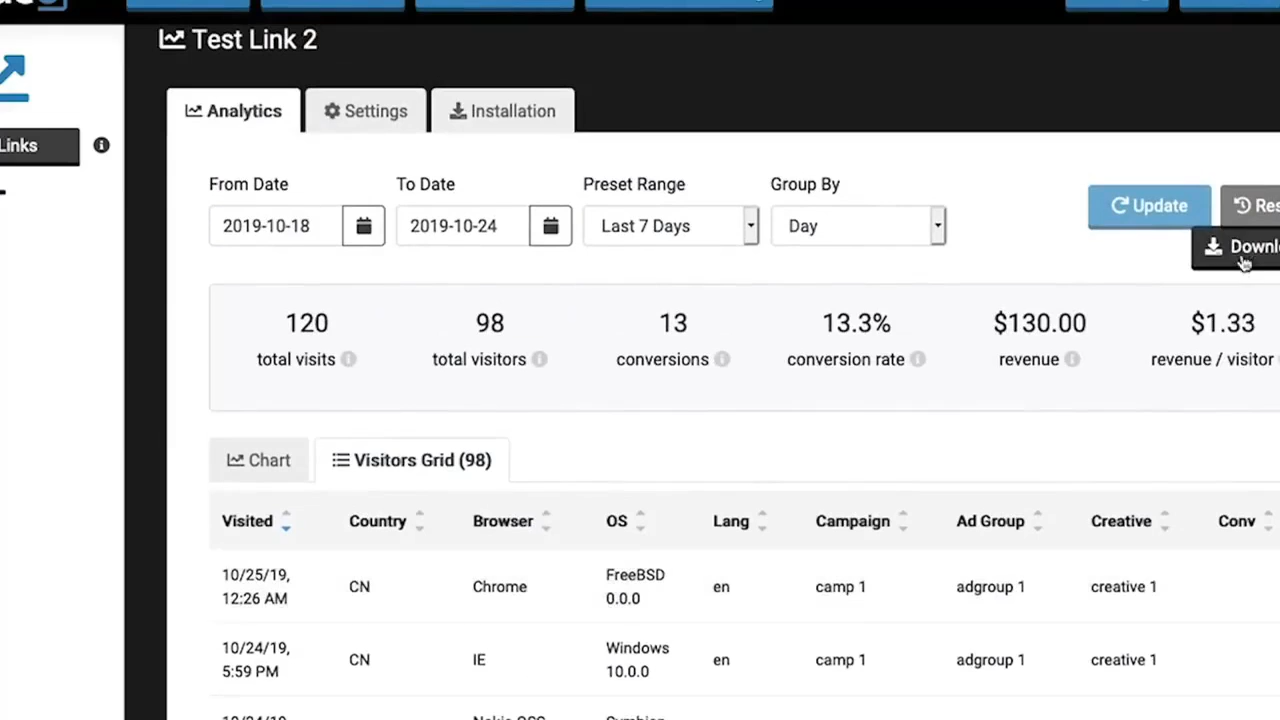 Test Link 2
Analytics
Settings
Installation
Links
From Date
To Date
Preset Range
Group By
2019-10-18
2019-10-24
Last 7 Days
Day
Update
120
98
13
13.3%
$130.00
$1.33
total visits
total visitors
conversions
conversion rate
revenue
revenue / visitor
Chart
Visitors Grid (98)
Visited
Country
Browser
OS
Lang
Campaign
Ad Group
Creative
Conv
10/25/19,
12:26 AM
CN
Chrome
FreeBSD
0.0.0
en
camp 1
adgroup 1
creative 1
10/24/19,
5:59 PM
CN
IE
Windows
10.0.0
en
camp 1
adgroup 1
creative 1